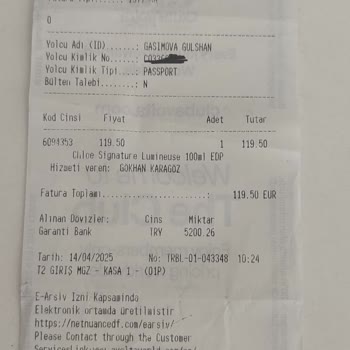 0
Yolcu Adı (ID)......: GASIMOVA GULSHAN
Yolcu Kimlik No.....:
Yolcu Kimlik Tipi...: PASSPORT
Bülten Talebi.......: N
Kod Cinsi Fiyat Adet Tutar
6094353 119.50 1 119.50
Chloe Signature Lumineuse 100ml EDP
Hizmeti veren: GOKHAN KARAGOZ
Fatura Toplamı......................: 119.50 EUR
Alınan Dövizler: Cins Miktar
Garanti Bank TRY 5200.26
Tarih: 14/04/2025 No: TRBL-01-043348 10:24
T2 GIRIŞ MGZ - KASA 1 - (01P)
E-Arsiv Izni Kapsamında
Elektronik ortamda üretilmiştir
https://netnuancedf.com/earsiv/
Please Contact through the Customer